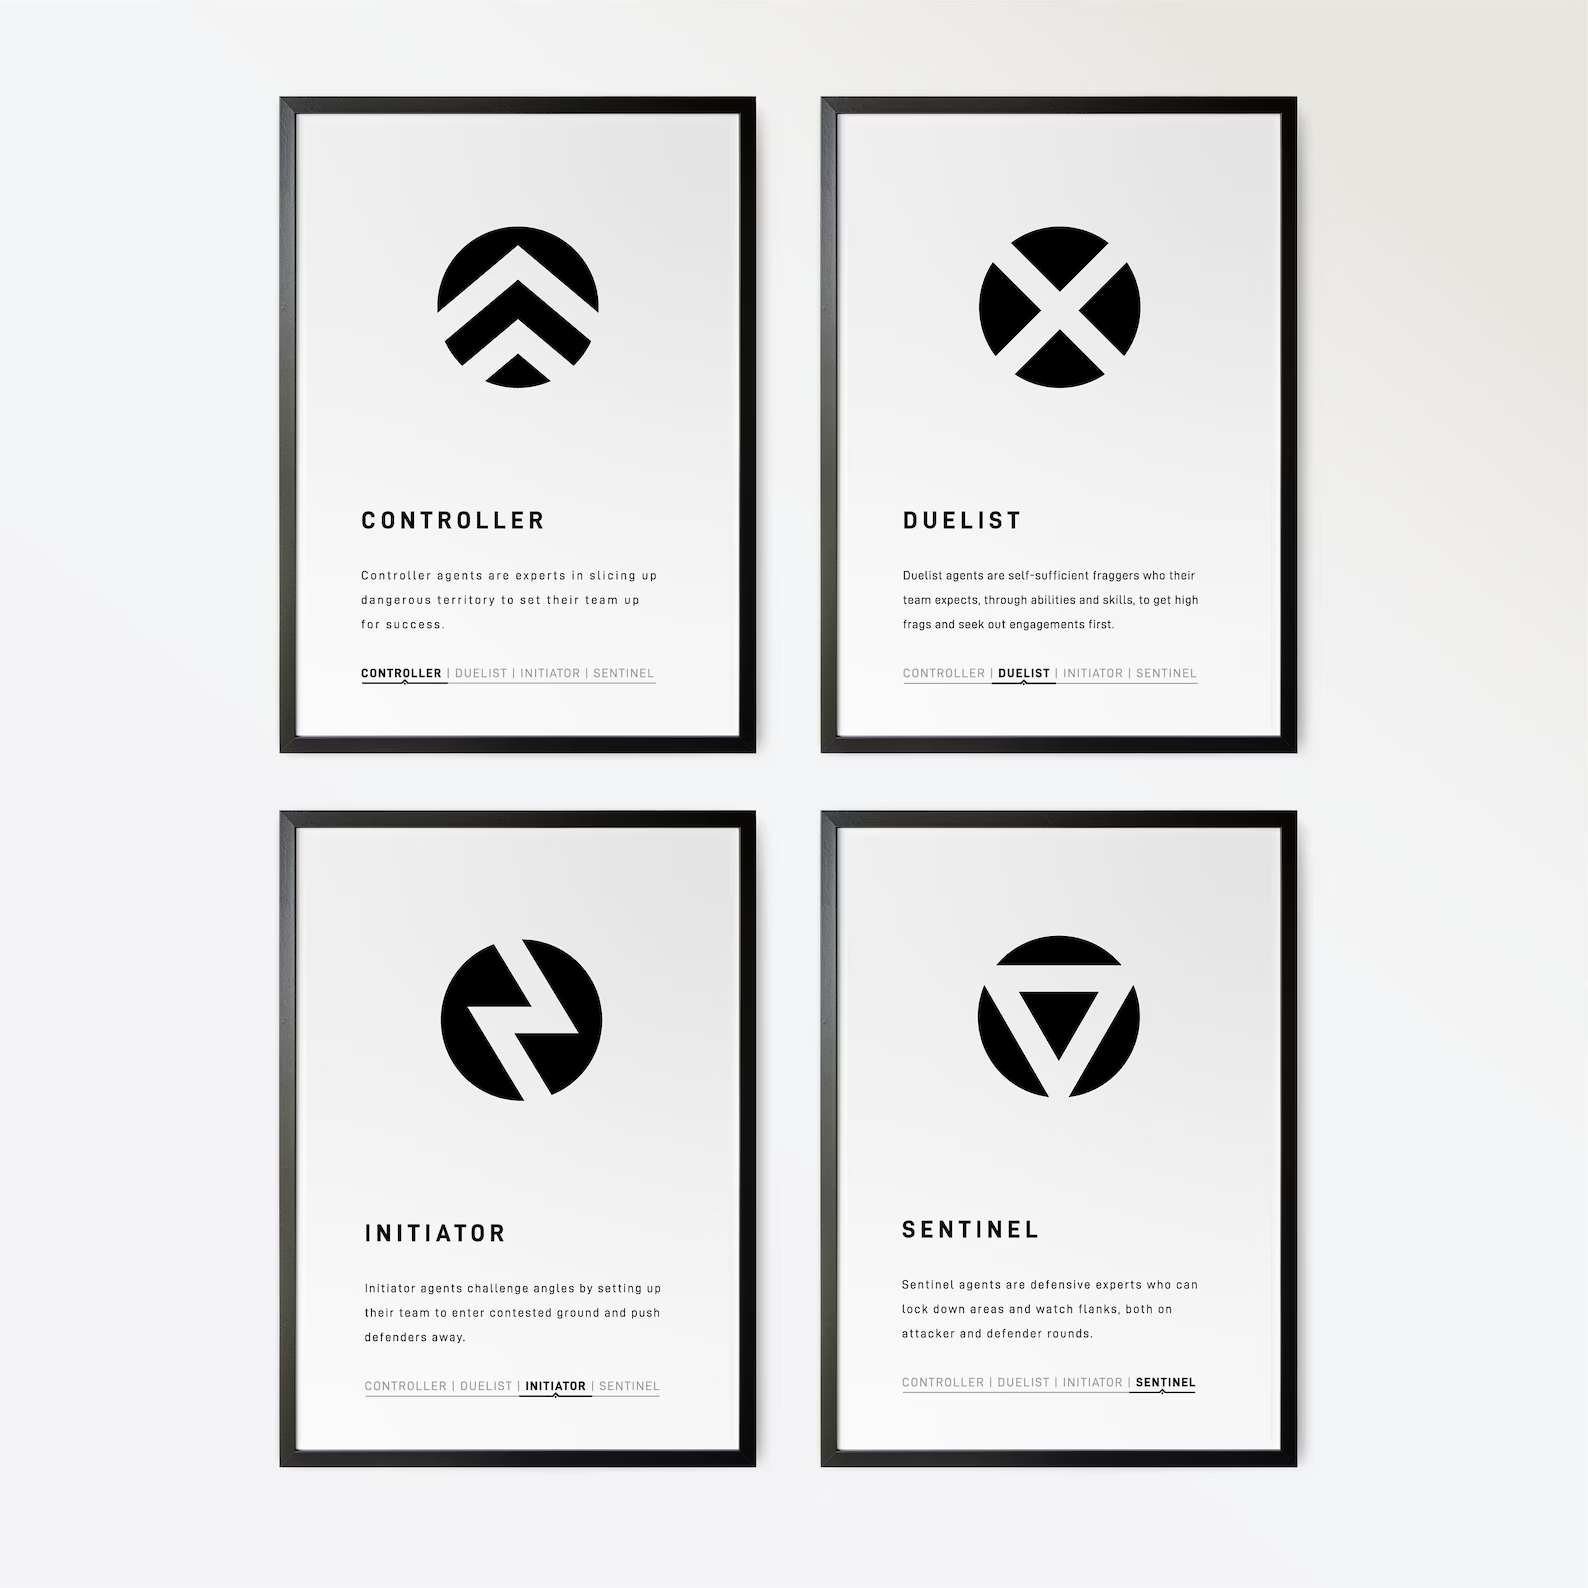 CONTROLLER
Controller agents are experts in slicing up
dangerous territory to set their team up
for success.
CONTROLLER | DUELIST | INITIATOR | SENTINEL
DUELIST
Duelist agents are self-sufficient fraggers who their
team expects, through abilities and skills, to get high
frags and seek out engagements first.
CONTROLLER | DUELIST | INITIATOR | SENTINEL
INITIATOR
Initiator agents challenge angles by setting up
their team to enter contested ground and push
defenders away.
CONTROLLER | DUELIST | INITIATOR | SENTINEL
SENTINEL
Sentinel agents are defensive experts who can
lock down areas and watch flanks, both on
attacker and defender rounds.
CONTROLLER | DUELIST | INITIATOR | SENTINEL